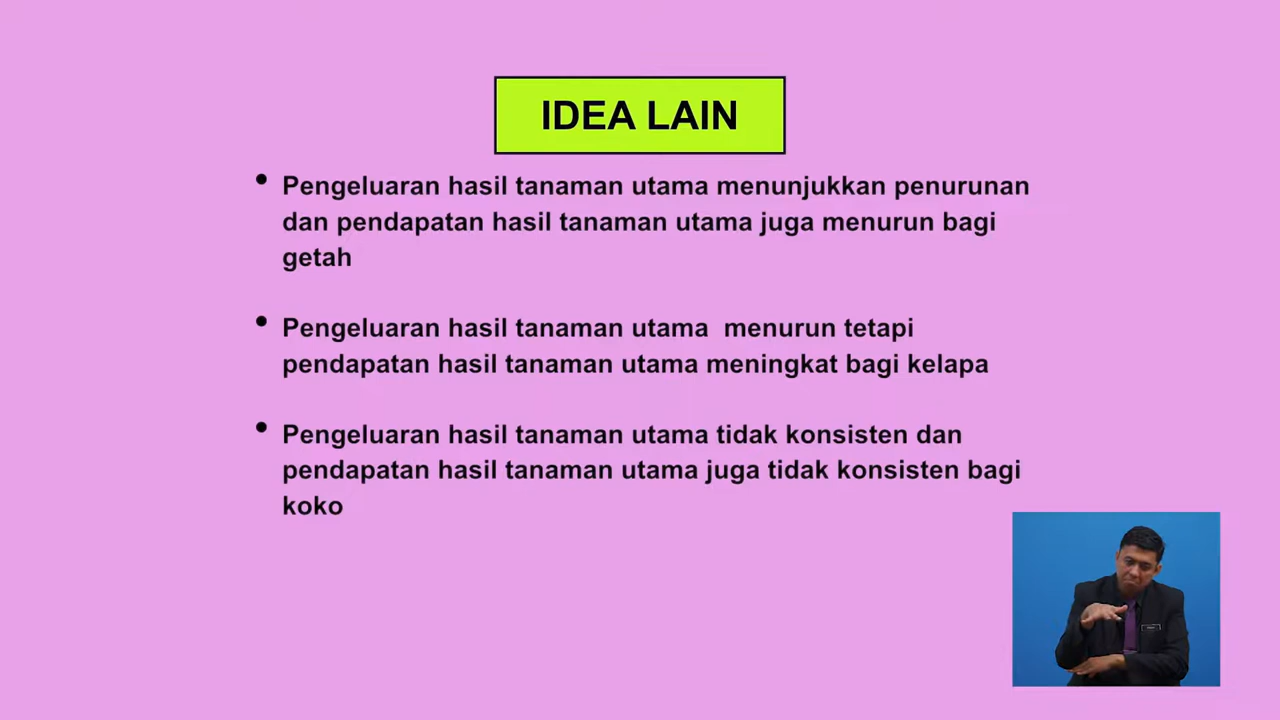 IDEA LAIN
• Pengeluaran hasil tanaman utama menunjukkan penurunan
dan pendapatan hasil tanaman utama juga menurun bagi
getah
• Pengeluaran hasil tanaman utama  menurun tetapi
pendapatan hasil tanaman utama meningkat bagi kelapa
• Pengeluaran hasil tanaman utama tidak konsisten dan
pendapatan hasil tanaman utama juga tidak konsisten bagi
koko